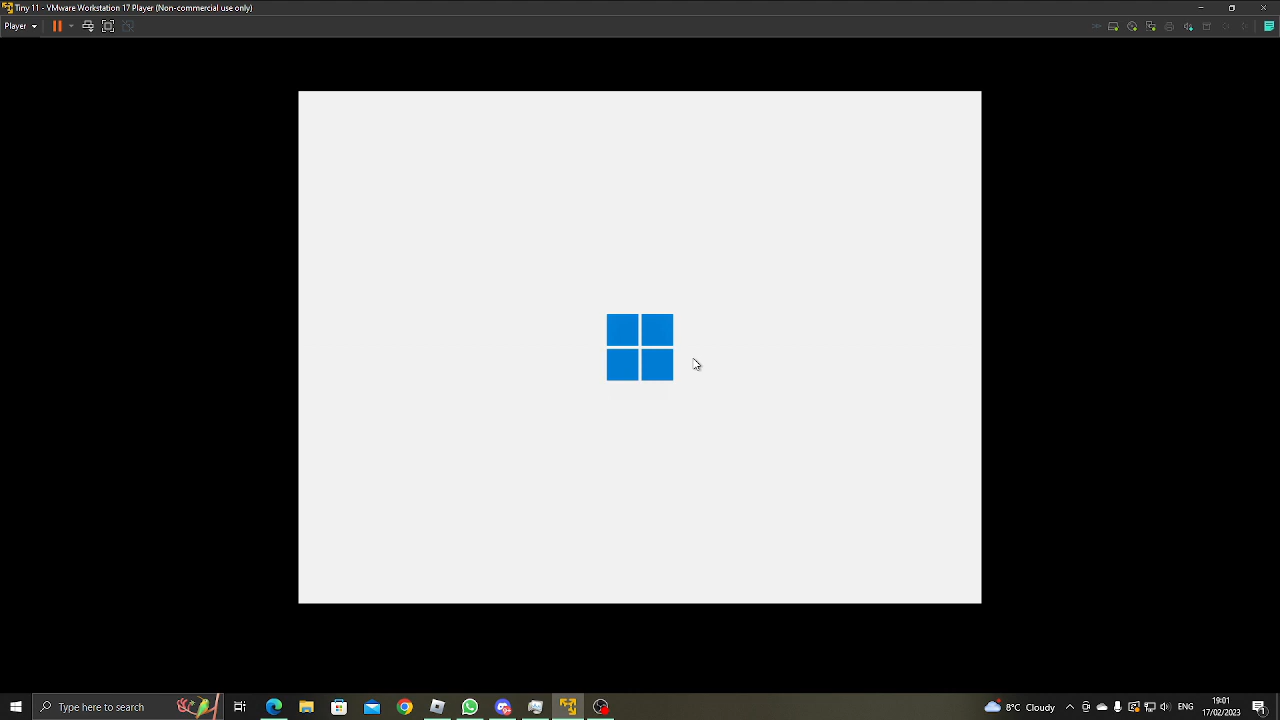 Tiny 11 - VMware Workstation 17 Player (Non-commercial use only)
Player
Type here to search
8°C Cloudy
ENG
19:01
17/02/2023